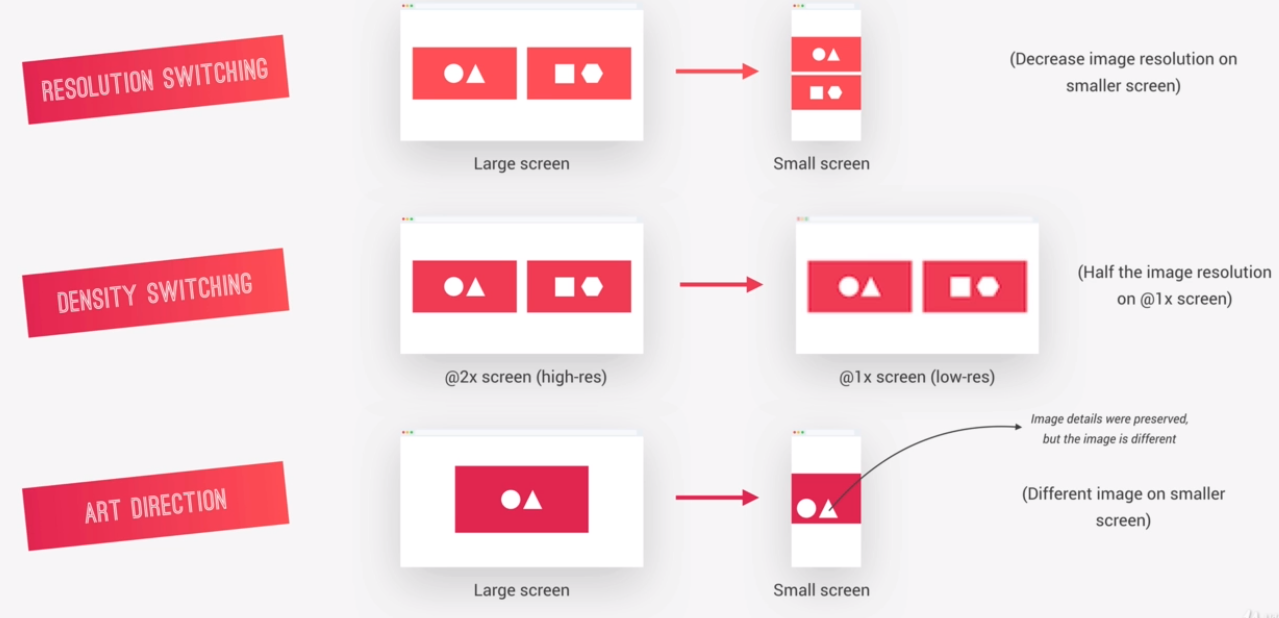 RESOLUTION SWITCHING
Large screen
Small screen
(Decrease image resolution on
smaller screen)
DENSITY SWITCHING
@2x screen (high-res)
@1x screen (low-res)
(Half the image resolution
on @1x screen)
ART DIRECTION
Large screen
Small screen
Image details were preserved,
but the image is different
(Different image on smaller
screen)